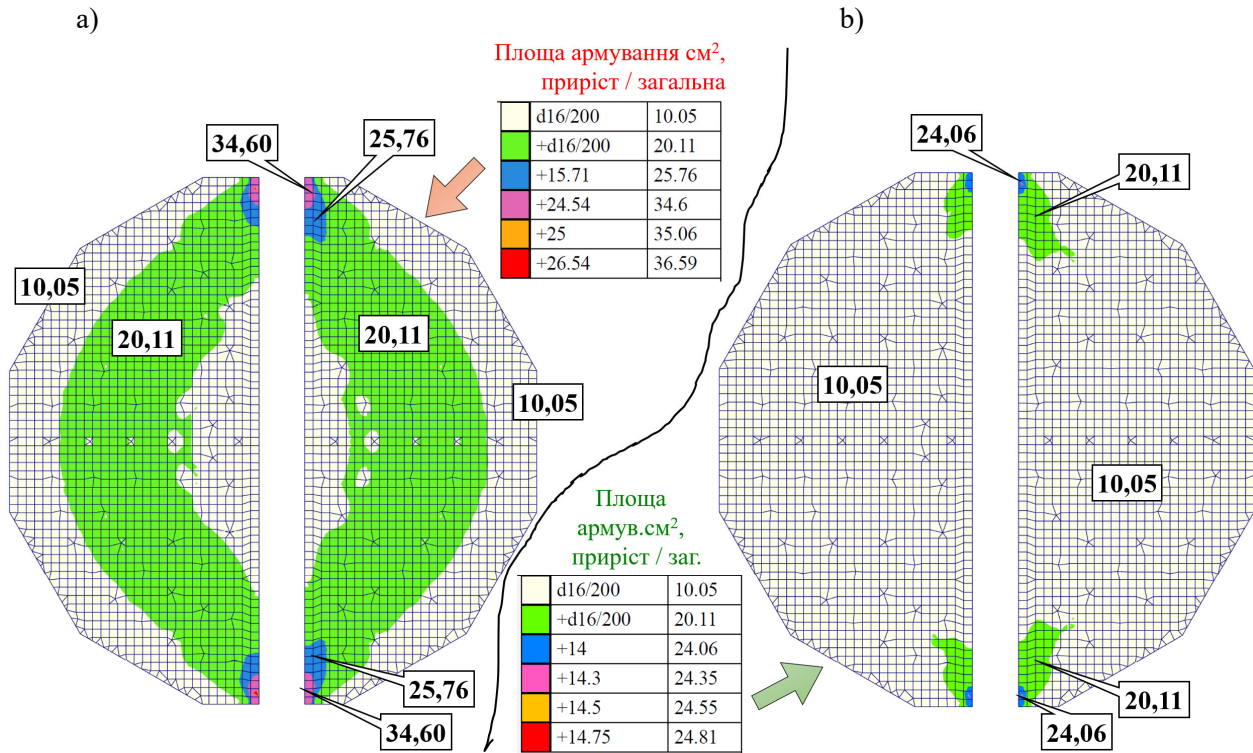 a)
b)
Площа армування см²,
приріст / загальна
d16/200 10.05
+d16/200 20.11
+15.71 25.76
+24.54 34.6
+25 35.06
+26.54 36.59
34,60
25,76
10,05
20,11
20,11
10,05
25,76
34,60
24,06
20,11
10,05
10,05
20,11
24,06
Площа
армув.см²,
приріст / заг.
d16/200 10.05
+d16/200 20.11
+14 24.06
+14.3 24.35
+14.5 24.55
+14.75 24.81